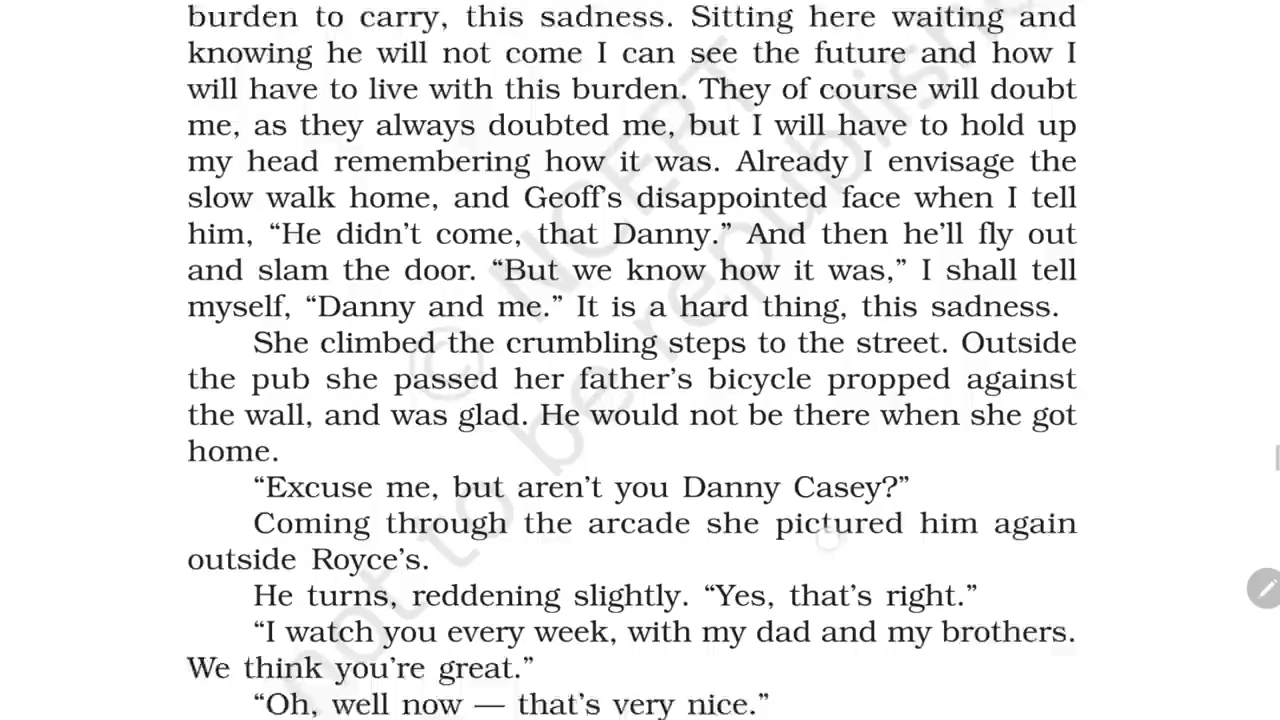 burden to carry, this sadness. Sitting here waiting and
knowing he will not come I can see the future and how I
will have to live with this burden. They of course will doubt
me, as they always doubted me, but I will have to hold up
my head remembering how it was. Already I envisage the
slow walk home, and Geoff's disappointed face when I tell
him, “He didn't come, that Danny.” And then he'll fly out
and slam the door. “But we know how it was,” I shall tell
myself, “Danny and me.” It is a hard thing, this sadness.
She climbed the crumbling steps to the street. Outside
the pub she passed her father's bicycle propped against
the wall, and was glad. He would not be there when she got
home.
“Excuse me, but aren't you Danny Casey?”
Coming through the arcade she pictured him again
outside Royce's.
He turns, reddening slightly. “Yes, that's right.”
“I watch you every week, with my dad and my brothers.
We think you're great.”
“Oh, well now — that's very nice.”
© NCERT
not to be republished